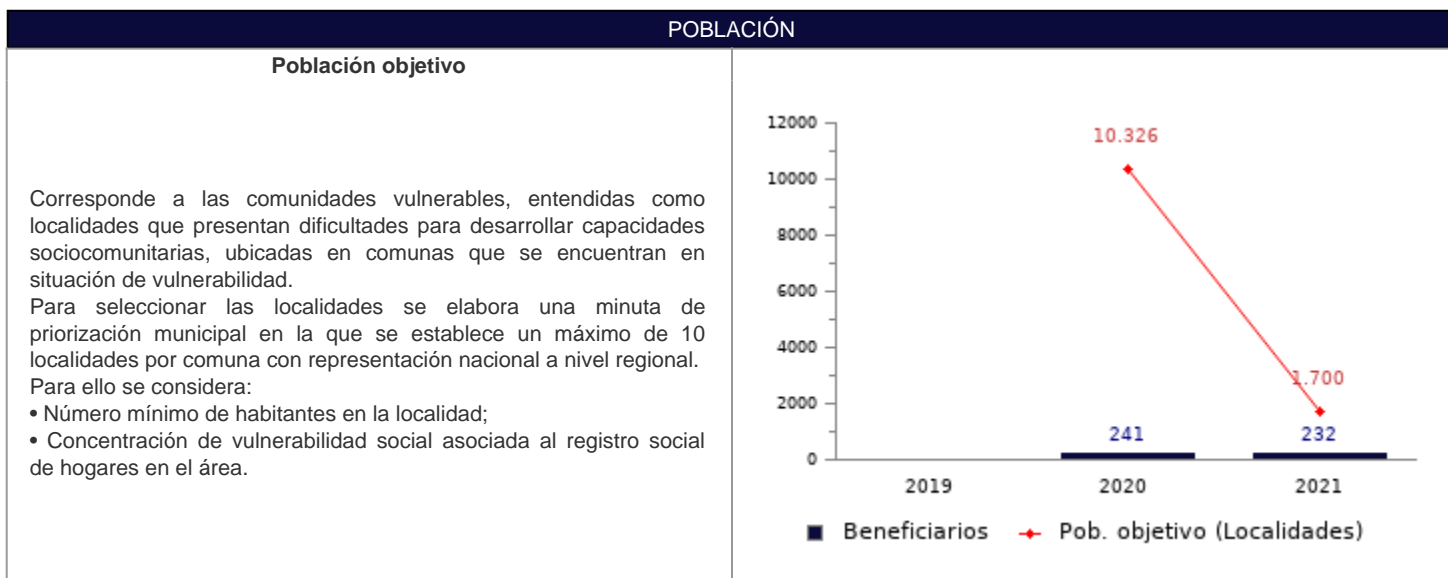 POBLACIÓN
Población objetivo
Corresponde a las comunidades vulnerables, entendidas como
localidades que presentan dificultades para desarrollar capacidades
sociocomunitarias, ubicadas en comunas que se encuentran en
situación de vulnerabilidad.
Para seleccionar las localidades se elabora una minuta de
priorización municipal en la que se establece un máximo de 10
localidades por comuna con representación nacional a nivel regional.
Para ello se considera:
• Número mínimo de habitantes en la localidad;
• Concentración de vulnerabilidad social asociada al registro social
de hogares en el área.
12000
10.326
10000
8000
6000
4000
1.700
2000
241 232
0
2019 2020 2021
Beneficiarios Pob. objetivo (Localidades)